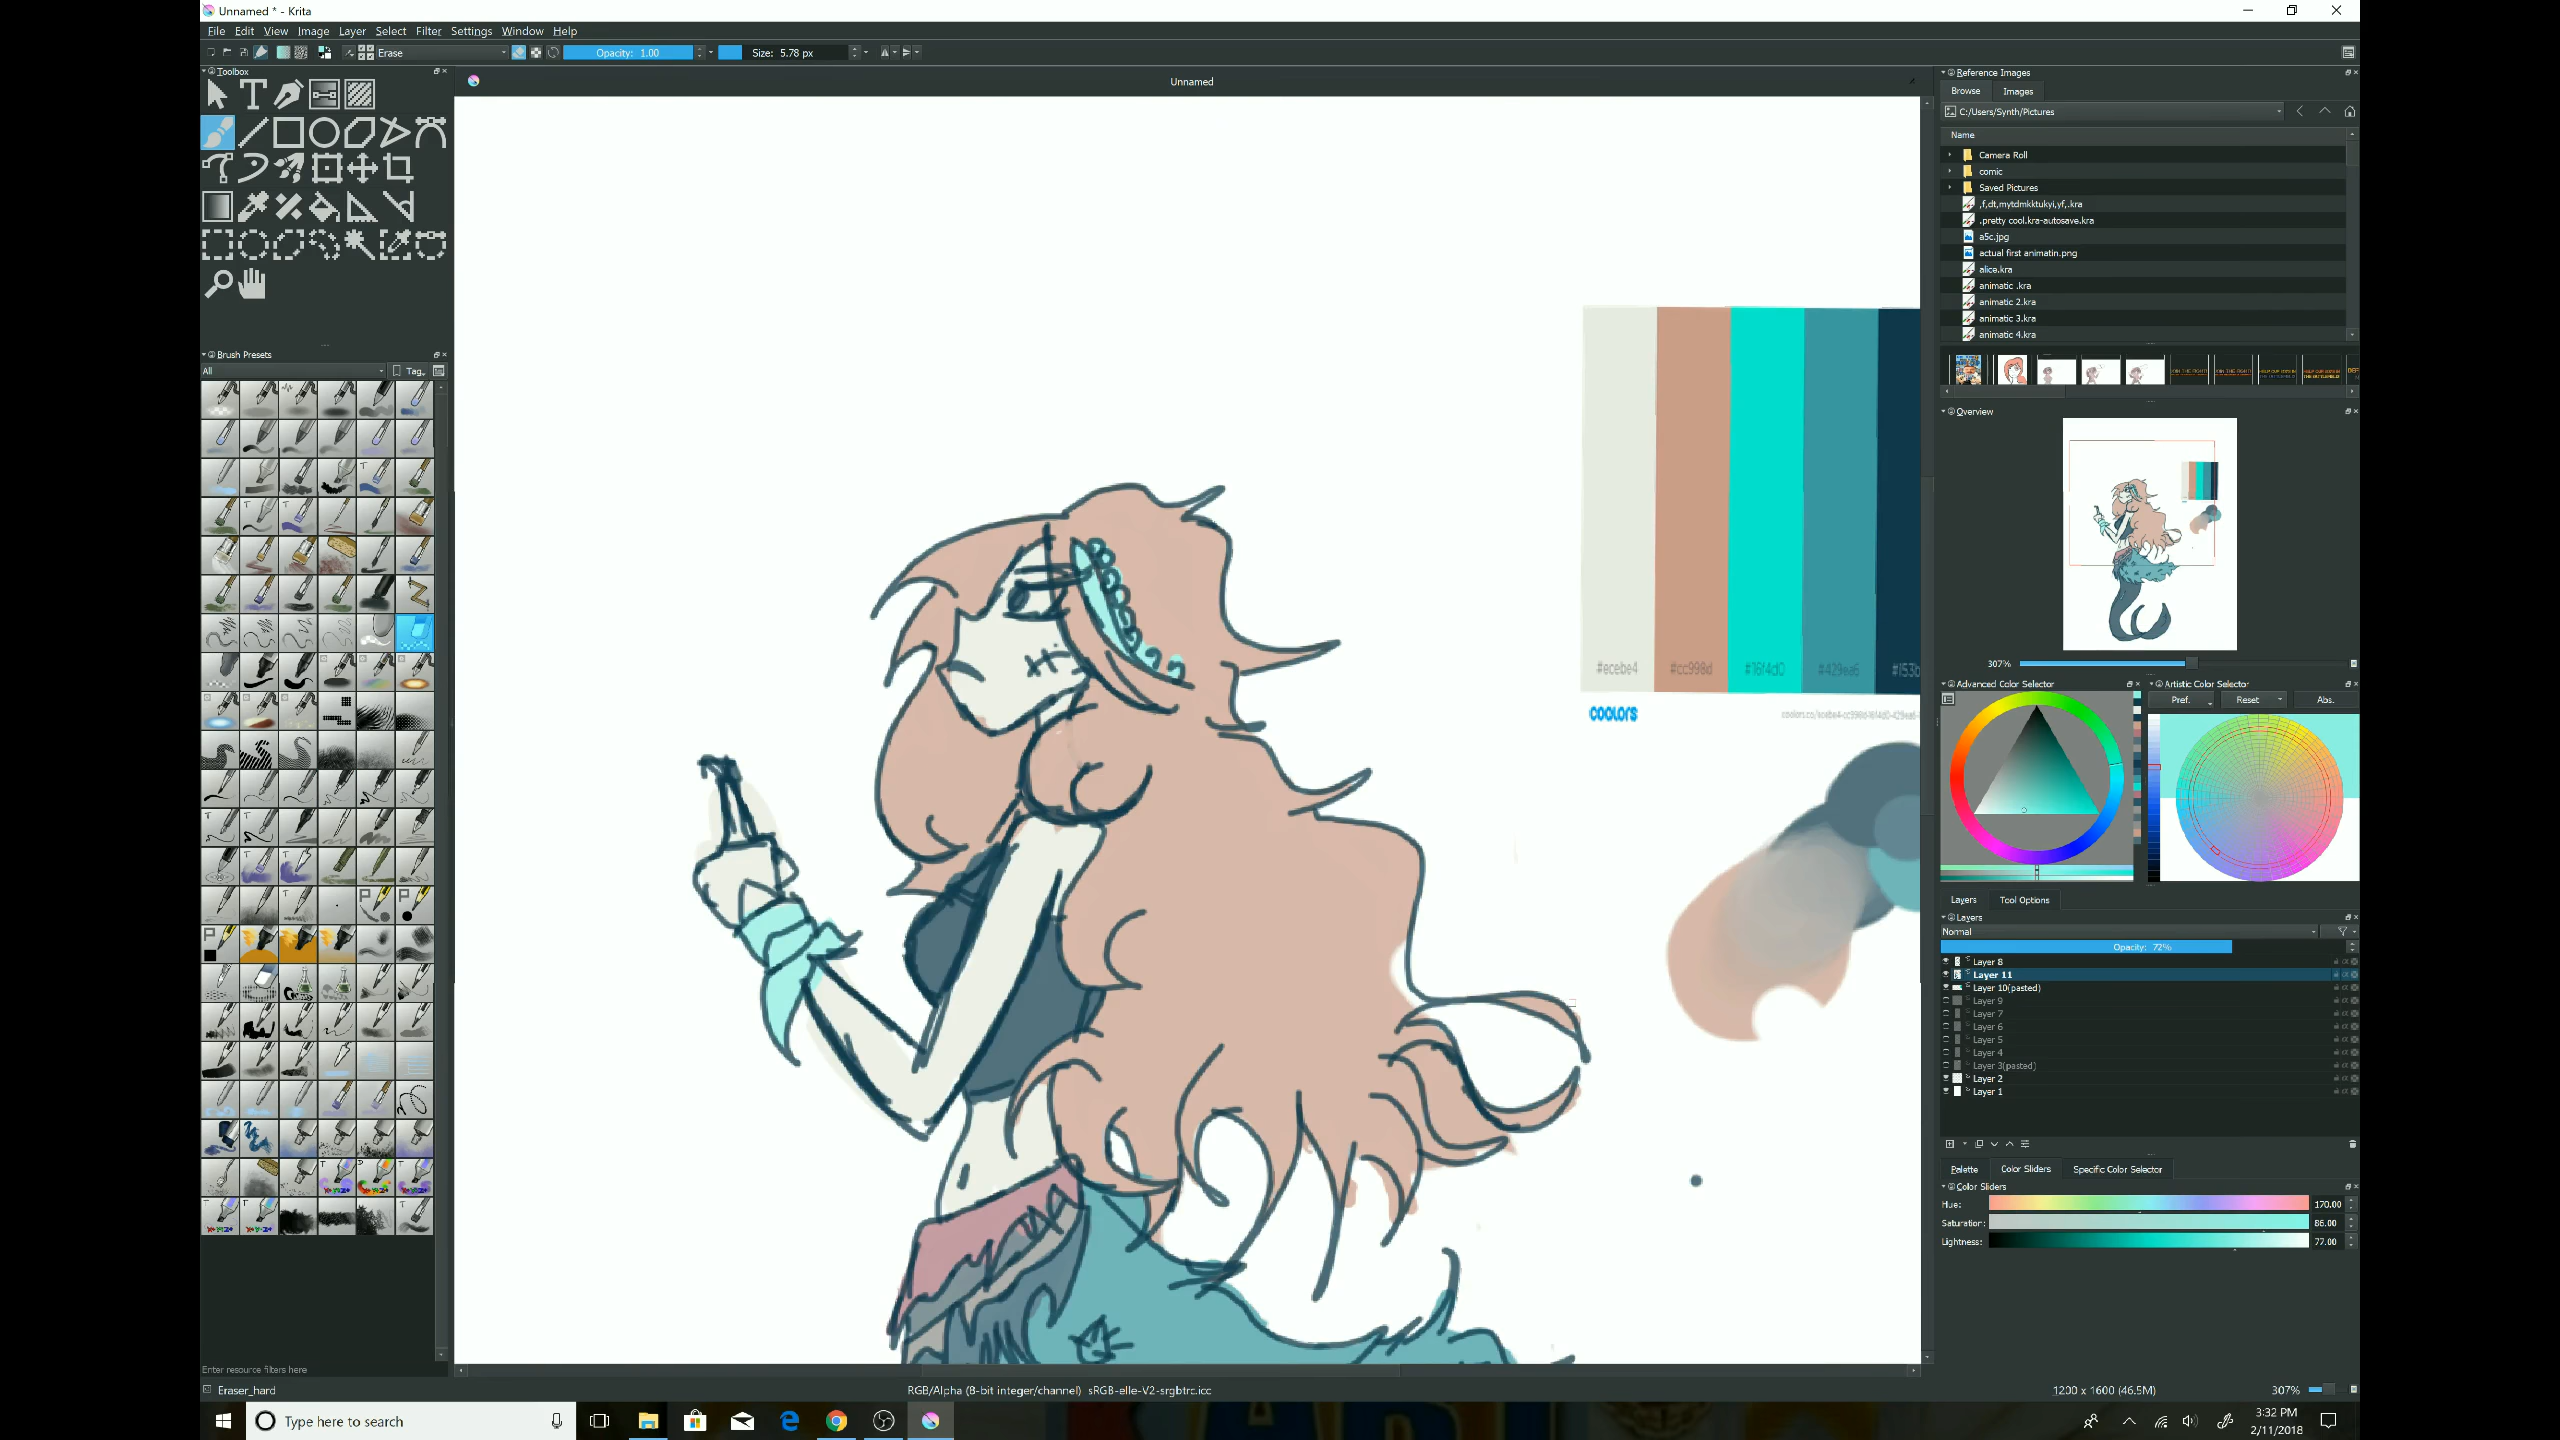 Unnamed * - Krita
File Edit View Image Layer Select Filter Settings Window Help
Erase Opacity: 1.00 Size: 5.78 px
Toolbox
Unnamed
Reference Images
Browse Images
C:/Users/Synth/Pictures
Name
Camera Roll
comic
Saved Pictures
,f,dt,mytdmkktukyi,yf,.kra
.pretty cool.kra-autosave.kra
a5c.jpg
actual first animatin.png
alice.kra
animatic .kra
animatic 2.kra
animatic 3.kra
animatic 4.kra
Brush Presets
All Tag
Overview
307%
Advanced Color Selector
Artistic Color Selector
Pref. Reset Abs.
#ecebe4 #cc998d #16f4d0 #429ea6 #153b
coolors
Layers Tool Options
Layers
Normal
Opacity: 72%
Layer 8
Layer 11
Layer 10(pasted)
Layer 9
Layer 7
Layer 6
Layer 5
Layer 4
Layer 3(pasted)
Layer 2
Layer 1
Palette Color Sliders Specific Color Selector
Color Sliders
Hue: 170.00
Saturation: 86.00
Lightness: 77.00
Enter resource filters here
Eraser_hard
RGB/Alpha (8-bit integer/channel) sRGB-elle-V2-srgbtrc.icc
1200 x 1600 (46.5M)
307%
Type here to search
3:32 PM
2/11/2018